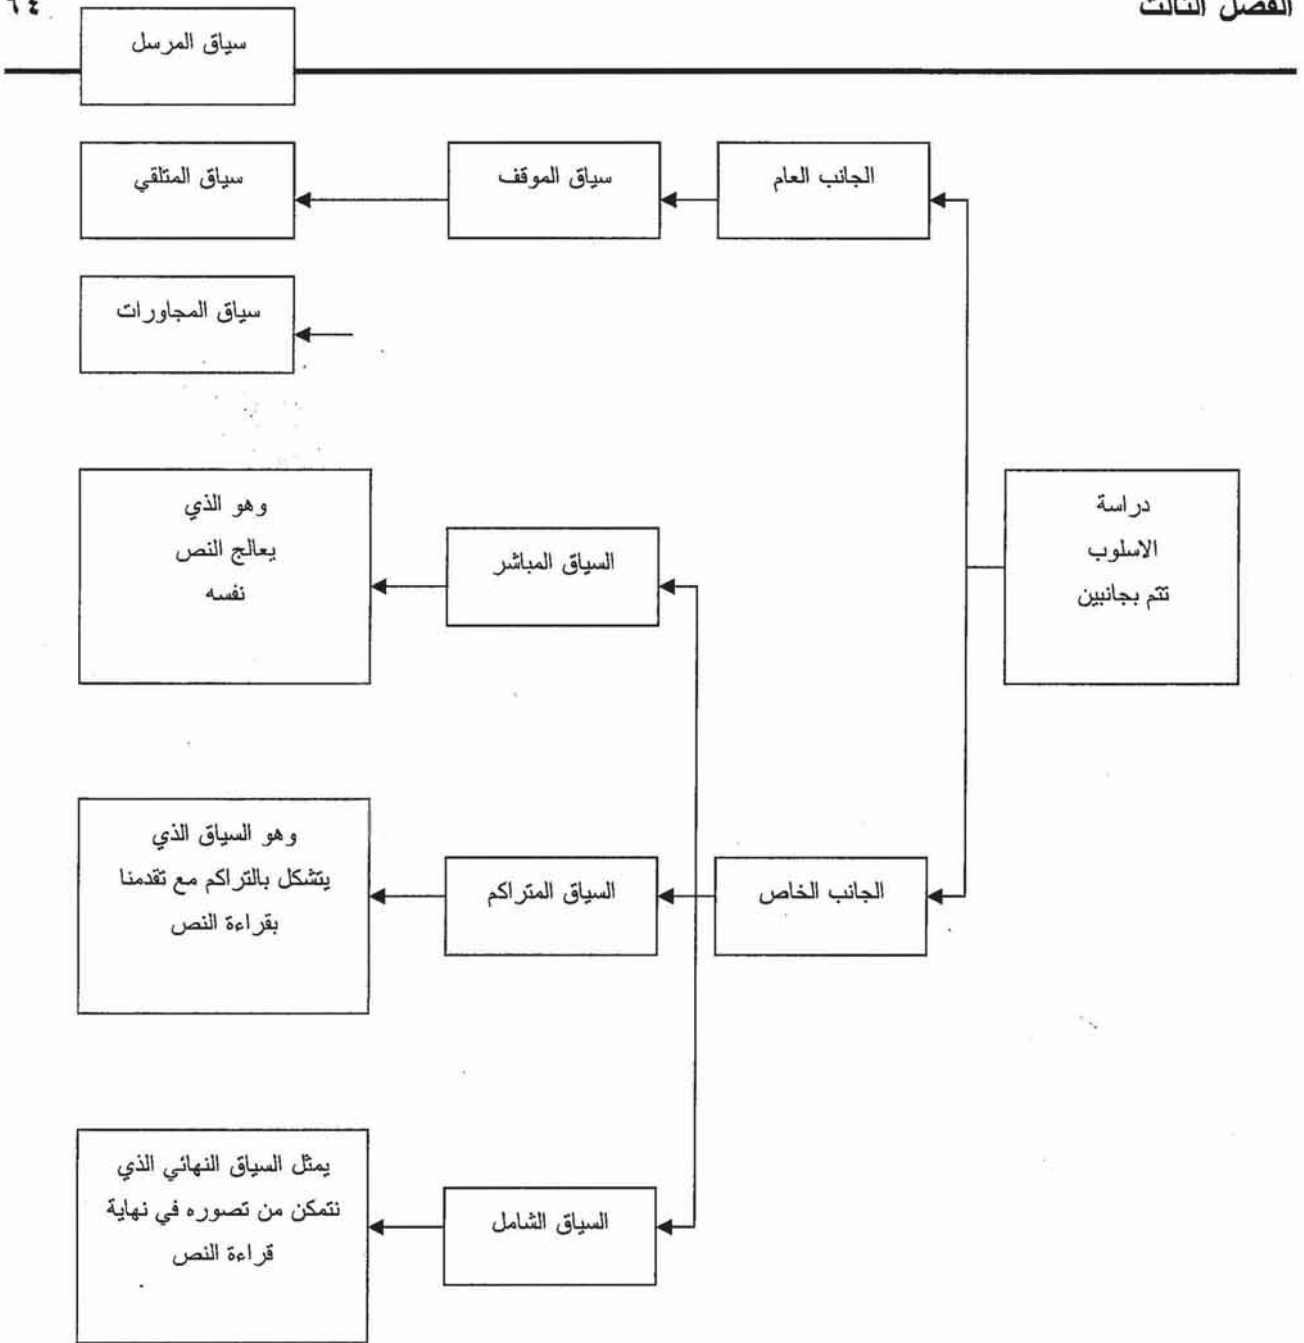 الفصل الثالث
٦٤
سياق المرسل
الجانب العام
سياق الموقف
سياق المتلقي
سياق المجاورات
دراسة
الاسلوب
تتم بجانبين
السياق المباشر
وهو الذي
يعالج النص
نفسه
الجانب الخاص
السياق المتراكم
وهو السياق الذي
يتشكل بالتراكم مع تقدمنا
بقراءة النص
السياق الشامل
يمثل السياق النهائي الذي
نتمكن من تصوره في نهاية
قراءة النص